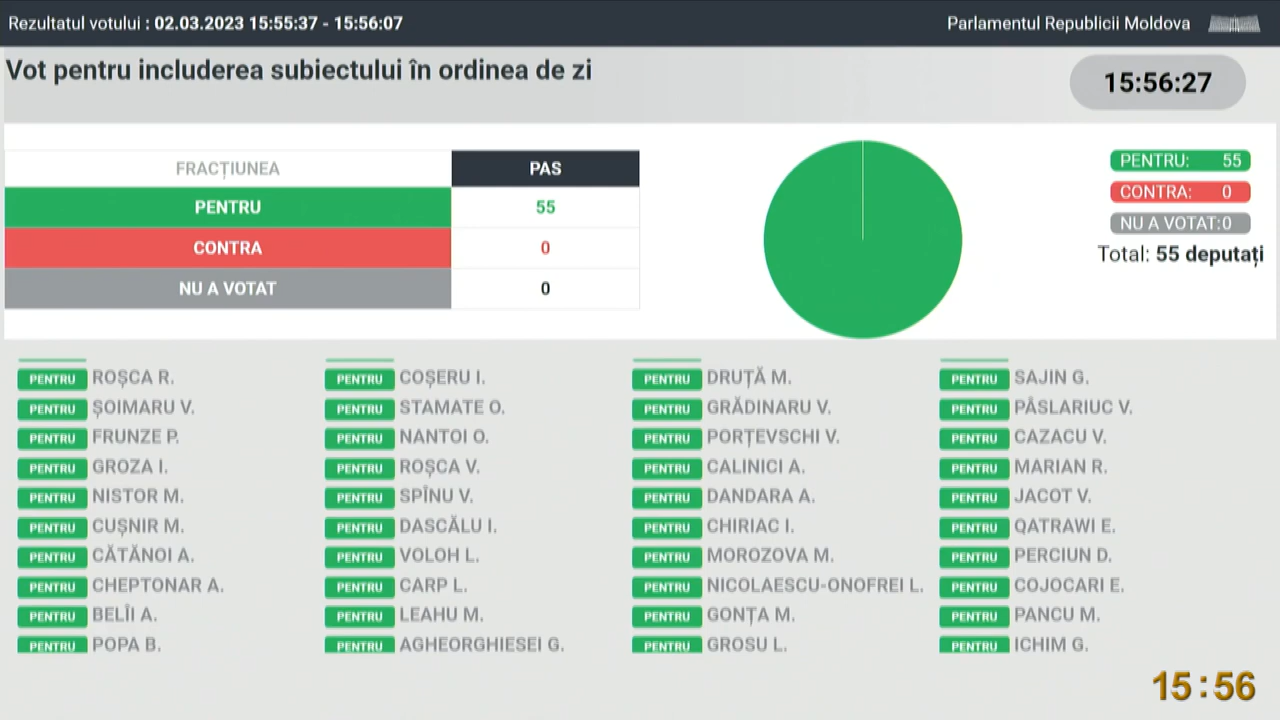 Rezultatul votului : 02.03.2023 15:55:37 - 15:56:07 Parlamentul Republicii Moldova
Vot pentru includerea subiectului în ordinea de zi
15:56:27
FRACȚIUNEA PAS
PENTRU 55
CONTRA 0
NU A VOTAT 0
PENTRU: 55
CONTRA: 0
NU A VOTAT:0
Total: 55 deputați
PENTRU ROȘCA R. PENTRU COȘERU I. PENTRU DRUȚĂ M. PENTRU SAJIN G.
PENTRU ȘOIMARU V. PENTRU STAMATE O. PENTRU GRĂDINARU V. PENTRU PÂSLARIUC V.
PENTRU FRUNZE P. PENTRU NANTOI O. PENTRU PORȚEVSCHI V. PENTRU CAZACU V.
PENTRU GROZA I. PENTRU ROȘCA V. PENTRU CALINICI A. PENTRU MARIAN R.
PENTRU NISTOR M. PENTRU SPÎNU V. PENTRU DANDARA A. PENTRU JACOT V.
PENTRU CUȘNIR M. PENTRU DASCĂLU I. PENTRU CHIRIAC I. PENTRU QATRAWI E.
PENTRU CĂTĂNOI A. PENTRU VOLOH L. PENTRU MOROZOVA M. PENTRU PERCIUN D.
PENTRU CHEPTONAR A. PENTRU CARP L. PENTRU NICOLAESCU-ONOFREI L. PENTRU COJOCARI E.
PENTRU BELÎI A. PENTRU LEAHU M. PENTRU GONȚA M. PENTRU PANCU M.
PENTRU POPA B. PENTRU AGHEORGHIESEI G. PENTRU GROSU L. PENTRU ICHIM G.
15:56